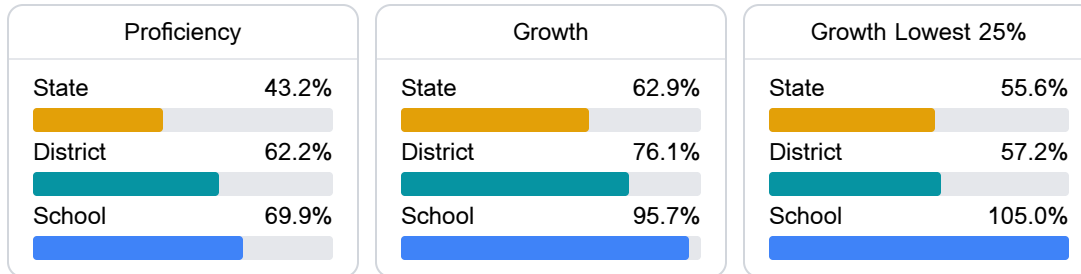 Proficiency
State 43.2%
District 62.2%
School 69.9%
Growth
State 62.9%
District 76.1%
School 95.7%
Growth Lowest 25%
State 55.6%
District 57.2%
School 105.0%